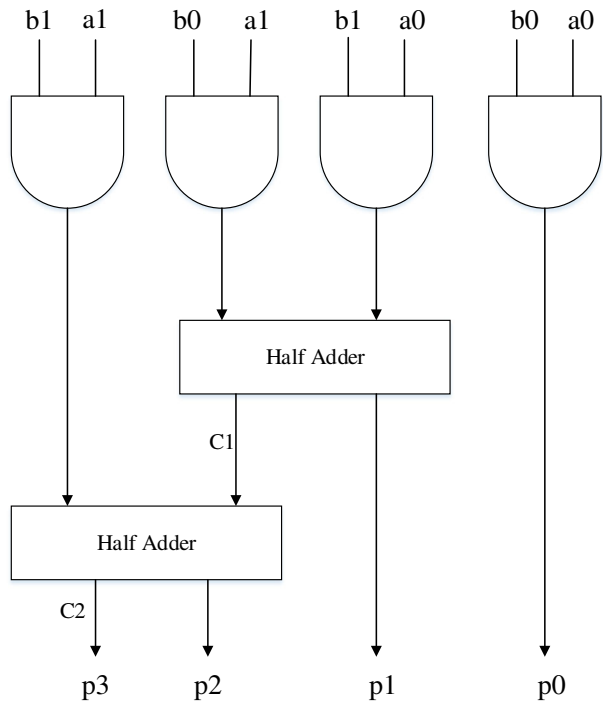 b1 a1 b0 a1 b1 a0 b0 a0
Half Adder
C1
Half Adder
C2
p3 p2 p1 p0